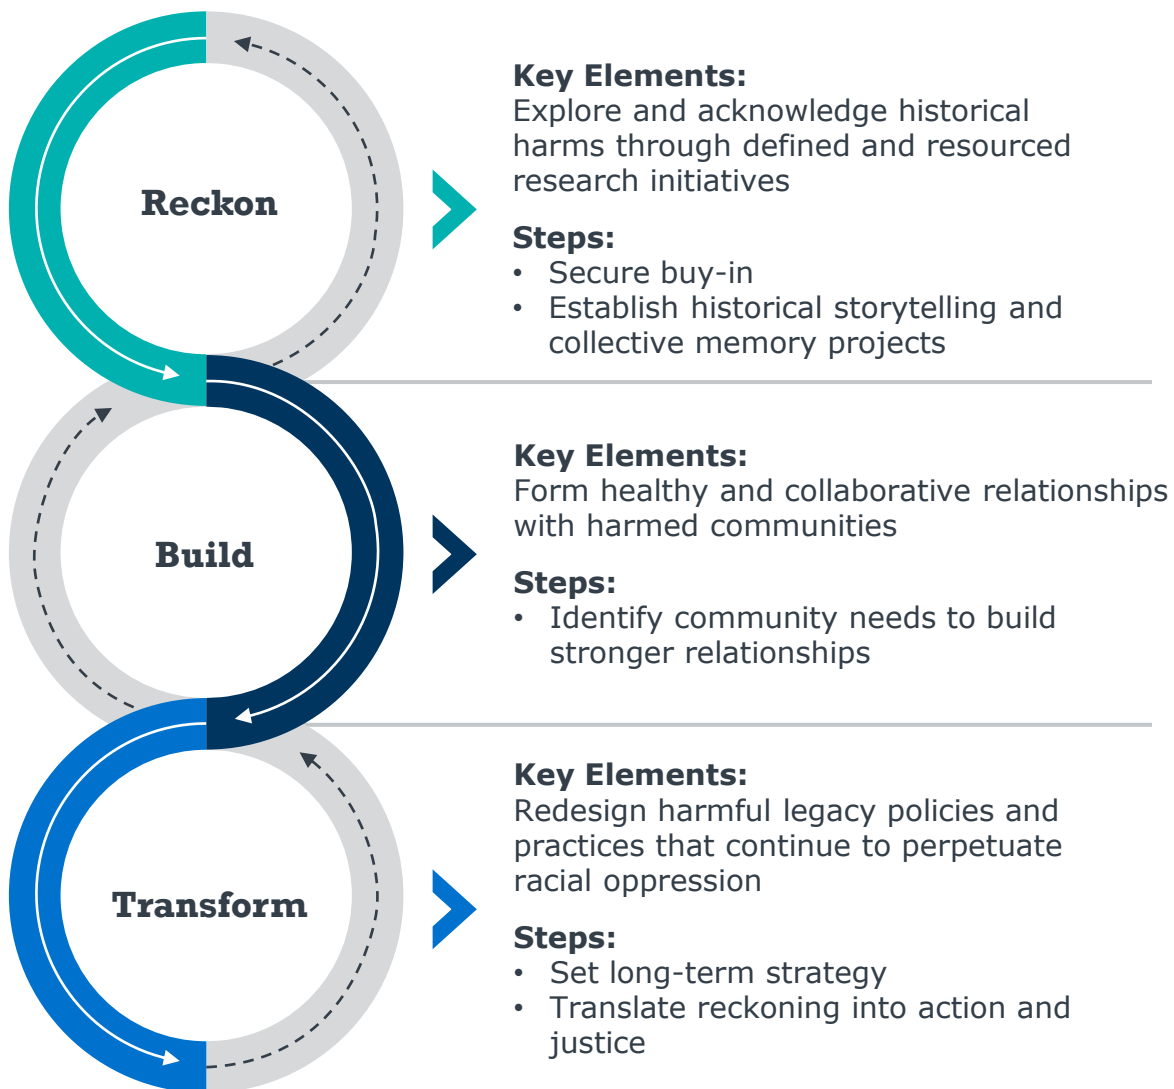 Reckon
Key Elements:
Explore and acknowledge historical
harms through defined and resourced
research initiatives
Steps:
• Secure buy-in
• Establish historical storytelling and
collective memory projects
Build
Key Elements:
Form healthy and collaborative relationships
with harmed communities
Steps:
• Identify community needs to build
stronger relationships
Transform
Key Elements:
Redesign harmful legacy policies and
practices that continue to perpetuate
racial oppression
Steps:
• Set long-term strategy
• Translate reckoning into action and
justice